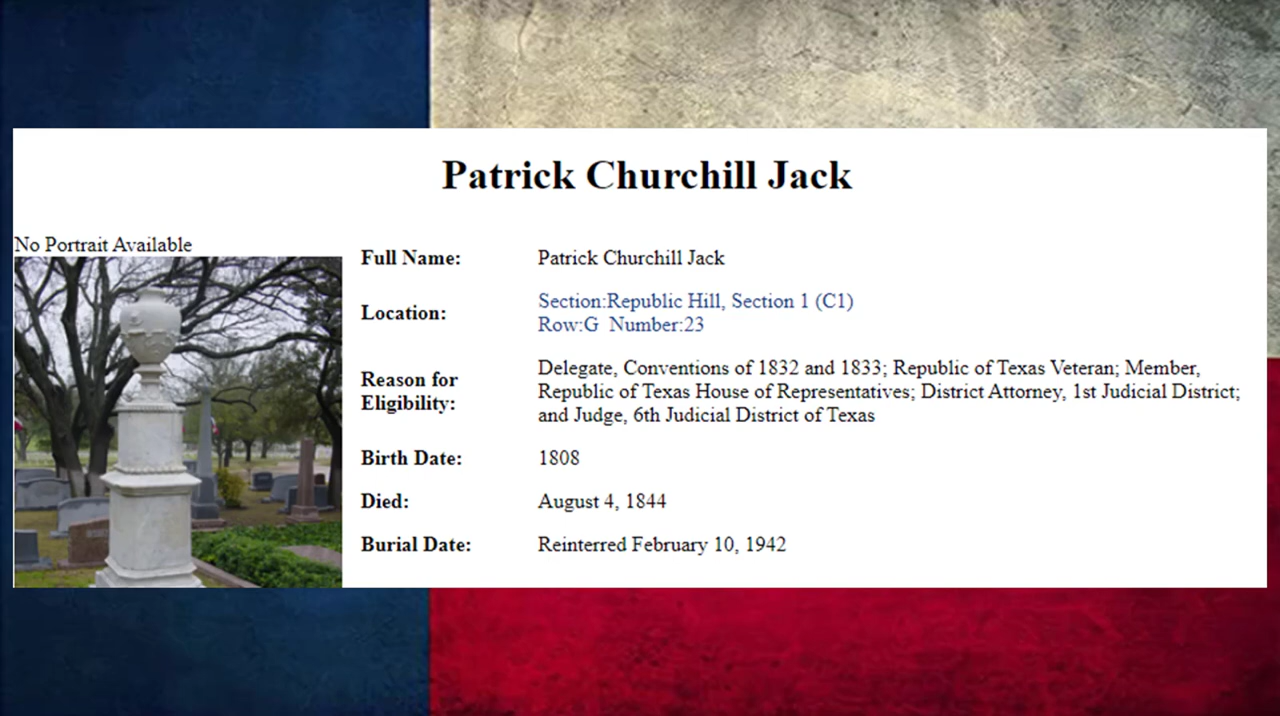 Patrick Churchill Jack
No Portrait Available
Full Name: Patrick Churchill Jack
Location: Section:Republic Hill, Section 1 (C1)
Row:G Number:23
Reason for Eligibility: Delegate, Conventions of 1832 and 1833; Republic of Texas Veteran; Member,
Republic of Texas House of Representatives; District Attorney, 1st Judicial District;
and Judge, 6th Judicial District of Texas
Birth Date: 1808
Died: August 4, 1844
Burial Date: Reinterred February 10, 1942